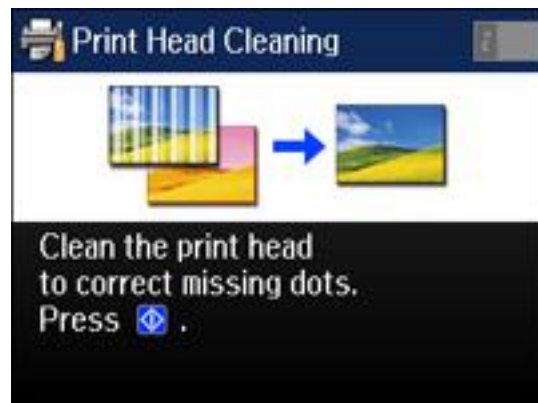 Print Head Cleaning
Clean the print head
to correct missing dots.
Press .